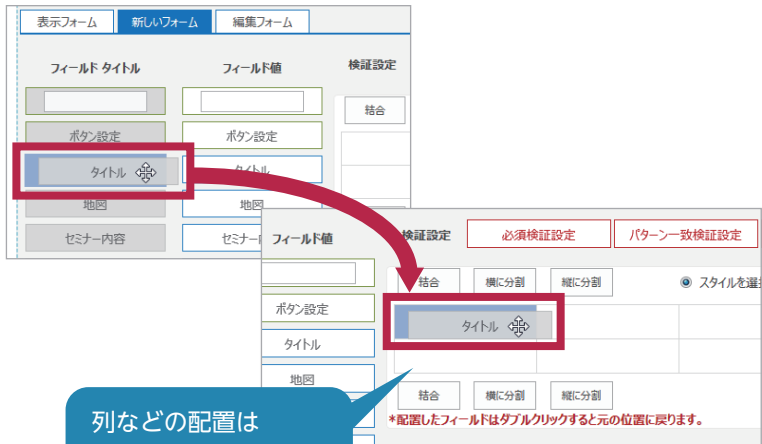 表示フォーム 新しいフォーム 編集フォーム
フィールド タイトル フィールド値 検証設定
結合
ボタン設定 ボタン設定
タイトル タイトル
地図 地図
セミナー内容 セミナー
フィールド値 検証設定 必須検証設定 パターン一致検証設定
結合 横に分割 縦に分割 スタイルを選
ボタン設定
タイトル
タイトル
地図
結合 横に分割 縦に分割
*配置したフィールドはダブルクリックすると元の位置に戻ります。
列などの配置は